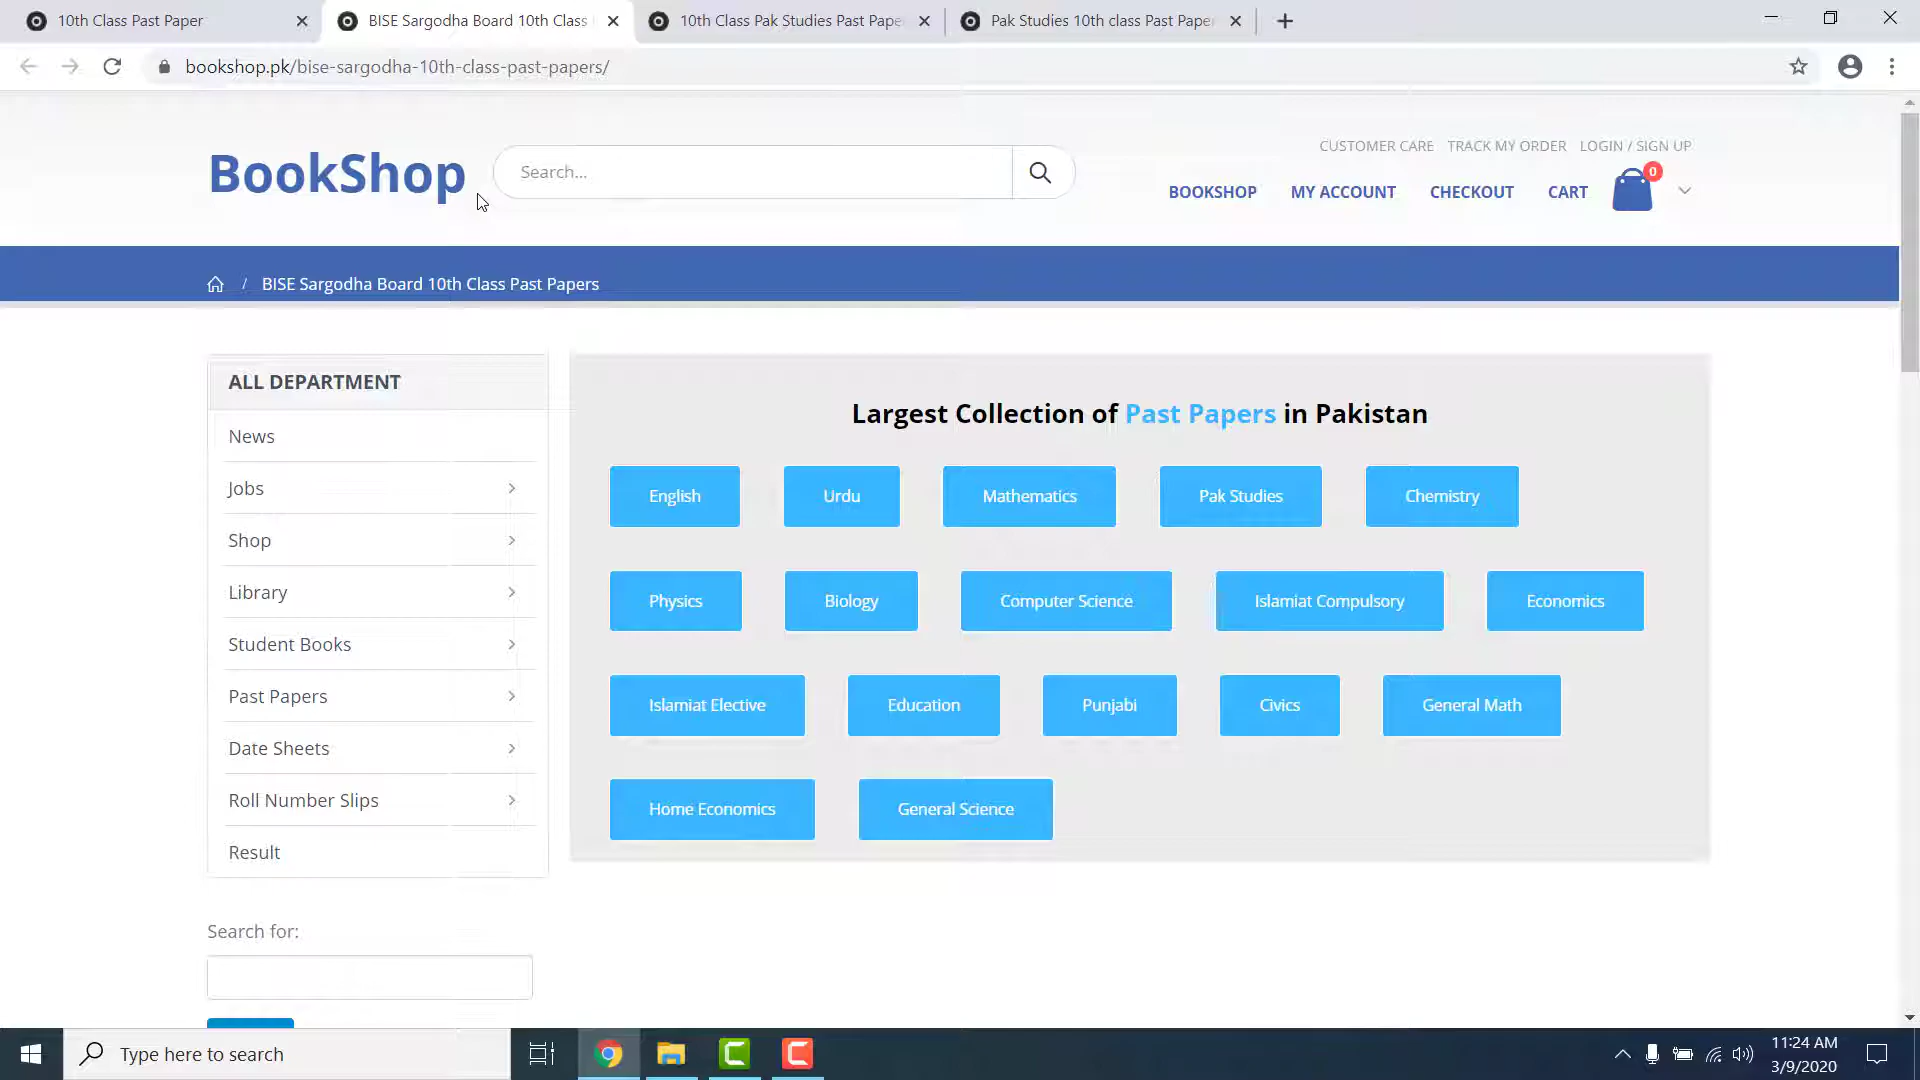 10th Class Past Paper
BISE Sargodha Board 10th Class
10th Class Pak Studies Past Pape
Pak Studies 10th class Past Paper
bookshop.pk/bise-sargodha-10th-class-past-papers/
BookShop
Search...
CUSTOMER CARE TRACK MY ORDER LOGIN / SIGN UP
BOOKSHOP MY ACCOUNT CHECKOUT CART 0
/ BISE Sargodha Board 10th Class Past Papers
ALL DEPARTMENT
News
Jobs
Shop
Library
Student Books
Past Papers
Date Sheets
Roll Number Slips
Result
Search for:
Largest Collection of Past Papers in Pakistan
English Urdu Mathematics Pak Studies Chemistry
Physics Biology Computer Science Islamiat Compulsory Economics
Islamiat Elective Education Punjabi Civics General Math
Home Economics General Science
Type here to search
11:24 AM
3/9/2020